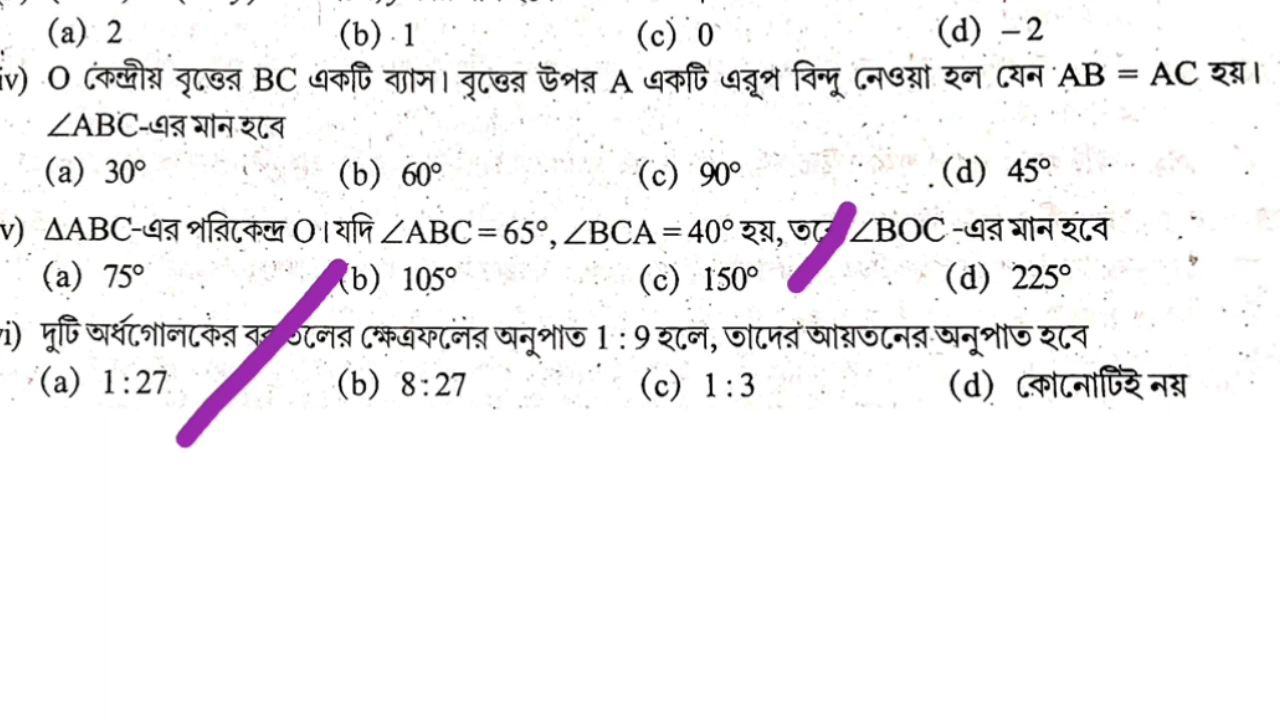 (a) 2 (b) 1 (c) 0 (d) −2
iv) O কেন্দ্রীয় বৃত্তের BC একটি ব্যাস। বৃত্তের উপর A একটি এরূপ বিন্দু নেওয়া হল যেন AB = AC হয়।
∠ABC-এর মান হবে
(a) 30° (b) 60° (c) 90° (d) 45°
v) ΔABC-এর পরিকেন্দ্র O। যদি ∠ABC = 65°, ∠BCA = 40° হয়, ∠BOC -এর মান হবে
(a) 75° (b) 105° (c) 150° (d) 225°
vi) দুটি অর্ধগোলকের ক্ষেত্রফলের অনুপাত 1 : 9 হলে, তাদের আয়তনের অনুপাত হবে
(a) 1 : 27 (b) 8 : 27 (c) 1 : 3 (d) কোনোটিই নয়